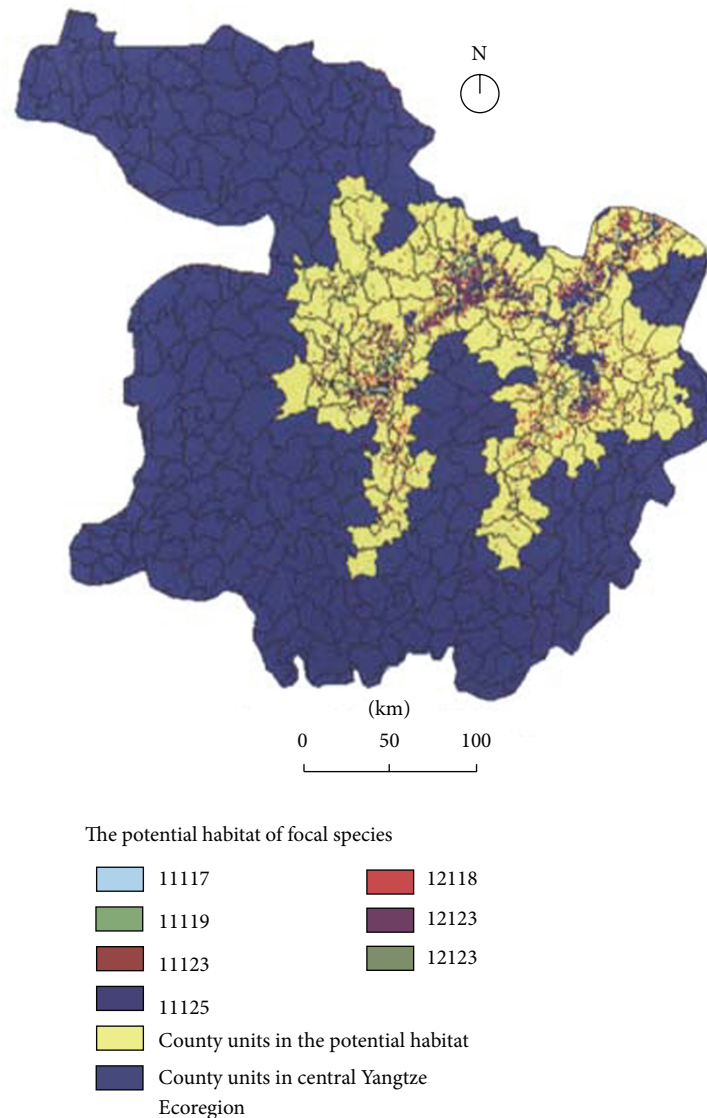 N
(km)
0 50 100
The potential habitat of focal species
11117
11119
11123
11125
12118
12123
12123
County units in the potential habitat
County units in central Yangtze
Ecoregion